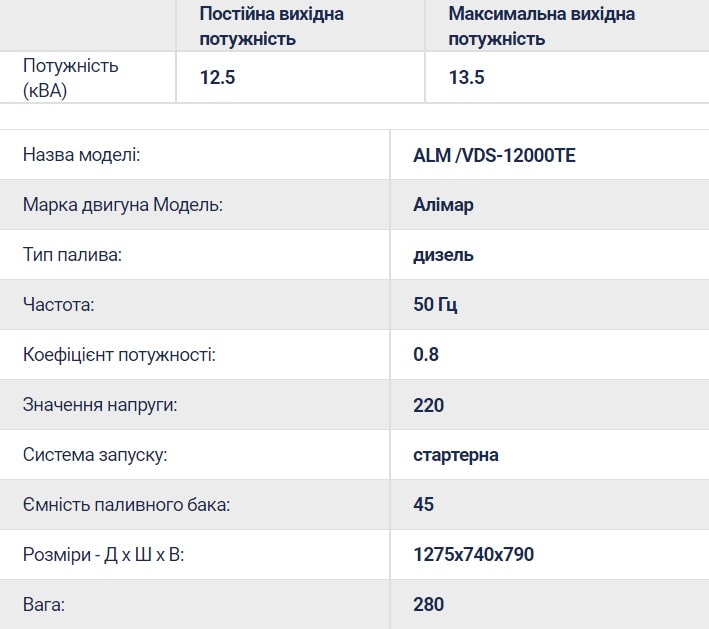 Постійна вихідна
потужність
Максимальна вихідна
потужність
Потужність
(кВА)
12.5
13.5
Назва моделі: ALM /VDS-12000TE
Марка двигуна Модель: Алімар
Тип палива: дизель
Частота: 50 Гц
Коефіцієнт потужності: 0.8
Значення напруги: 220
Система запуску: стартерна
Ємність паливного бака: 45
Розміри - Д х Ш х В: 1275x740x790
Вага: 280